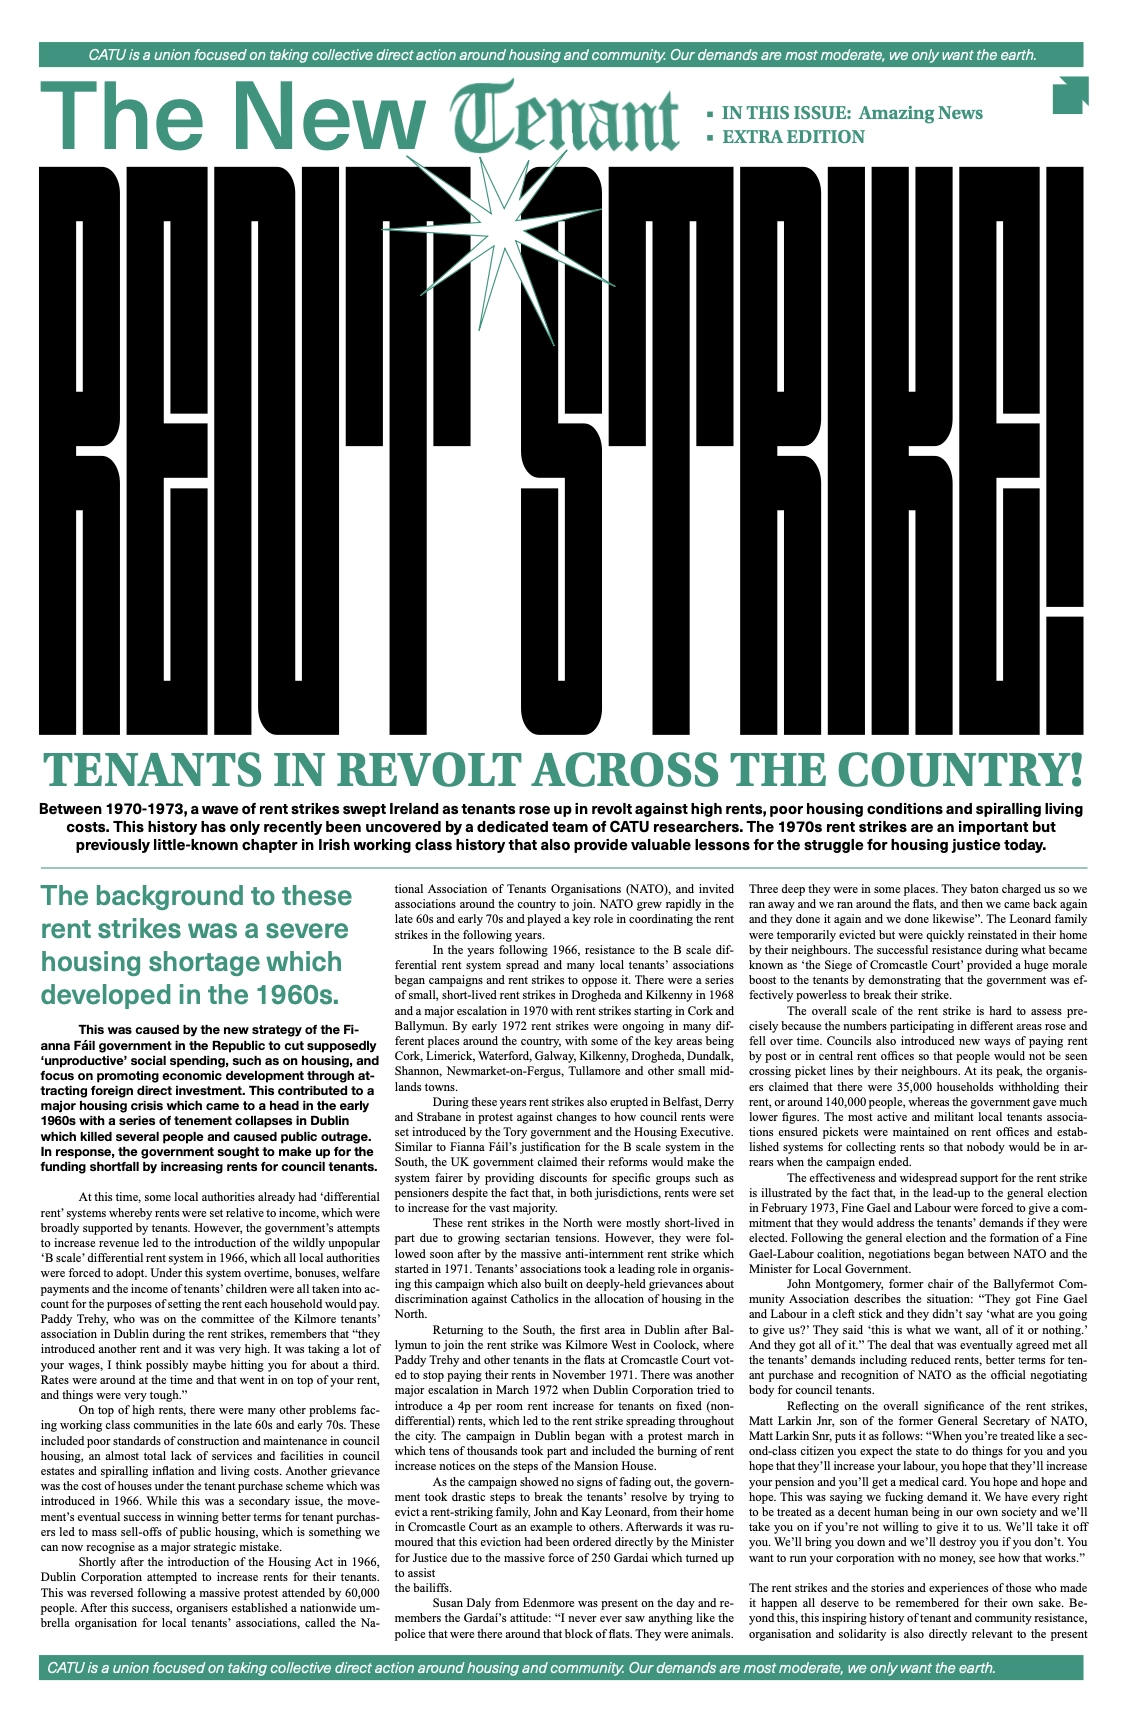 CATU is a union focused on taking collective direct action around housing and community. Our demands are most moderate, we only want the earth.
The New Tenant
▪ IN THIS ISSUE: Amazing News
▪ EXTRA EDITION
RENT STRIKE!
TENANTS IN REVOLT ACROSS THE COUNTRY!
Between 1970-1973, a wave of rent strikes swept Ireland as tenants rose up in revolt against high rents, poor housing conditions and spiralling living
costs. This history has only recently been uncovered by a dedicated team of CATU researchers. The 1970s rent strikes are an important but
previously little-known chapter in Irish working class history that also provide valuable lessons for the struggle for housing justice today.
The background to these
rent strikes was a severe
housing shortage which
developed in the 1960s.
This was caused by the new strategy of the Fi-
anna Fáil government in the Republic to cut supposedly
‘unproductive’ social spending, such as on housing, and
focus on promoting economic development through at-
tracting foreign direct investment. This contributed to a
major housing crisis which came to a head in the early
1960s with a series of tenement collapses in Dublin
which killed several people and caused public outrage.
In response, the government sought to make up for the
funding shortfall by increasing rents for council tenants.
At this time, some local authorities already had ‘differential
rent’ systems whereby rents were set relative to income, which were
broadly supported by tenants. However, the government’s attempts
to increase revenue led to the introduction of the wildly unpopular
‘B scale’ differential rent system in 1966, which all local authorities
were forced to adopt. Under this system overtime, bonuses, welfare
payments and the income of tenants’ children were all taken into ac-
count for the purposes of setting the rent each household would pay.
Paddy Trehy, who was on the committee of the Kilmore tenants’
association in Dublin during the rent strikes, remembers that “they
introduced another rent and it was very high. It was taking a lot of
your wages, I think possibly maybe hitting you for about a third.
Rates were around at the time and that went in on top of your rent,
and things were very tough.”
On top of high rents, there were many other problems fac-
ing working class communities in the late 60s and early 70s. These
included poor standards of construction and maintenance in council
housing, an almost total lack of services and facilities in council
estates and spiralling inflation and living costs. Another grievance
was the cost of houses under the tenant purchase scheme which was
introduced in 1966. While this was a secondary issue, the move-
ment’s eventual success in winning better terms for tenant purchas-
ers led to mass sell-offs of public housing, which is something we
can now recognise as a major strategic mistake.
Shortly after the introduction of the Housing Act in 1966,
Dublin Corporation attempted to increase rents for their tenants.
This was reversed following a massive protest attended by 60,000
people. After this success, organisers established a nationwide um-
brella organisation for local tenants’ associations, called the Na-
tional Association of Tenants Organisations (NATO), and invited
associations around the country to join. NATO grew rapidly in the
late 60s and early 70s and played a key role in coordinating the rent
strikes in the following years.
In the years following 1966, resistance to the B scale dif-
ferential rent system spread and many local tenants’ associations
began campaigns and rent strikes to oppose it. There were a series
of small, short-lived rent strikes in Drogheda and Kilkenny in 1968
and a major escalation in 1970 with rent strikes starting in Cork and
Ballymun. By early 1972 rent strikes were ongoing in many dif-
ferent places around the country, with some of the key areas being
Cork, Limerick, Waterford, Galway, Kilkenny, Drogheda, Dundalk,
Shannon, Newmarket-on-Fergus, Tullamore and other small mid-
lands towns.
During these years rent strikes also erupted in Belfast, Derry
and Strabane in protest against changes to how council rents were
set introduced by the Tory government and the Housing Executive.
Similar to Fianna Fáil’s justification for the B scale system in the
South, the UK government claimed their reforms would make the
system fairer by providing discounts for specific groups such as
pensioners despite the fact that, in both jurisdictions, rents were set
to increase for the vast majority.
These rent strikes in the North were mostly short-lived in
part due to growing sectarian tensions. However, they were fol-
lowed soon after by the massive anti-internment rent strike which
started in 1971. Tenants’ associations took a leading role in organis-
ing this campaign which also built on deeply-held grievances about
discrimination against Catholics in the allocation of housing in the
North.
Returning to the South, the first area in Dublin after Bal-
lymun to join the rent strike was Kilmore West in Coolock, where
Paddy Trehy and other tenants in the flats at Cromcastle Court vot-
ed to stop paying their rents in November 1971. There was another
major escalation in March 1972 when Dublin Corporation tried to
introduce a 4p per room rent increase for tenants on fixed (non-
differential) rents, which led to the rent strike spreading throughout
the city. The campaign in Dublin began with a protest march in
which tens of thousands took part and included the burning of rent
increase notices on the steps of the Mansion House.
As the campaign showed no signs of fading out, the govern-
ment took drastic steps to break the tenants’ resolve by trying to
evict a rent-striking family, John and Kay Leonard, from their home
in Cromcastle Court as an example to others. Afterwards it was ru-
moured that this eviction had been ordered directly by the Minister
for Justice due to the massive force of 250 Gardai which turned up
to assist
the bailiffs.
Susan Daly from Edenmore was present on the day and re-
members the Gardaí’s attitude: “I never ever saw anything like the
police that were there around that block of flats. They were animals.
Three deep they were in some places. They baton charged us so we
ran away and we ran around the flats, and then we came back again
and they done it again and we done likewise”. The Leonard family
were temporarily evicted but were quickly reinstated in their home
by their neighbours. The successful resistance during what became
known as ‘the Siege of Cromcastle Court’ provided a huge morale
boost to the tenants by demonstrating that the government was ef-
fectively powerless to break their strike.
The overall scale of the rent strike is hard to assess pre-
cisely because the numbers participating in different areas rose and
fell over time. Councils also introduced new ways of paying rent
by post or in central rent offices so that people would not be seen
crossing picket lines by their neighbours. At its peak, the organis-
ers claimed that there were 35,000 households withholding their
rent, or around 140,000 people, whereas the government gave much
lower figures. The most active and militant local tenants associa-
tions ensured pickets were maintained on rent offices and estab-
lished systems for collecting rents so that nobody would be in ar-
rears when the campaign ended.
The effectiveness and widespread support for the rent strike
is illustrated by the fact that, in the lead-up to the general election
in February 1973, Fine Gael and Labour were forced to give a com-
mitment that they would address the tenants’ demands if they were
elected. Following the general election and the formation of a Fine
Gael-Labour coalition, negotiations began between NATO and the
Minister for Local Government.
John Montgomery, former chair of the Ballyfermot Com-
munity Association describes the situation: “They got Fine Gael
and Labour in a cleft stick and they didn’t say ‘what are you going
to give us?’ They said ‘this is what we want, all of it or nothing.’
And they got all of it.” The deal that was eventually agreed met all
the tenants’ demands including reduced rents, better terms for ten-
ant purchase and recognition of NATO as the official negotiating
body for council tenants.
Reflecting on the overall significance of the rent strikes,
Matt Larkin Jnr, son of the former General Secretary of NATO,
Matt Larkin Snr, puts it as follows: “When you’re treated like a sec-
ond-class citizen you expect the state to do things for you and you
hope that they’ll increase your labour, you hope that they’ll increase
your pension and you’ll get a medical card. You hope and hope and
hope. This was saying we fucking demand it. We have every right
to be treated as a decent human being in our own society and we’ll
take you on if you’re not willing to give it to us. We’ll take it off
you. We’ll bring you down and we’ll destroy you if you don’t. You
want to run your corporation with no money, see how that works.”
The rent strikes and the stories and experiences of those who made
it happen all deserve to be remembered for their own sake. Be-
yond this, this inspiring history of tenant and community resistance,
organisation and solidarity is also directly relevant to the present
CATU is a union focused on taking collective direct action around housing and community. Our demands are most moderate, we only want the earth.